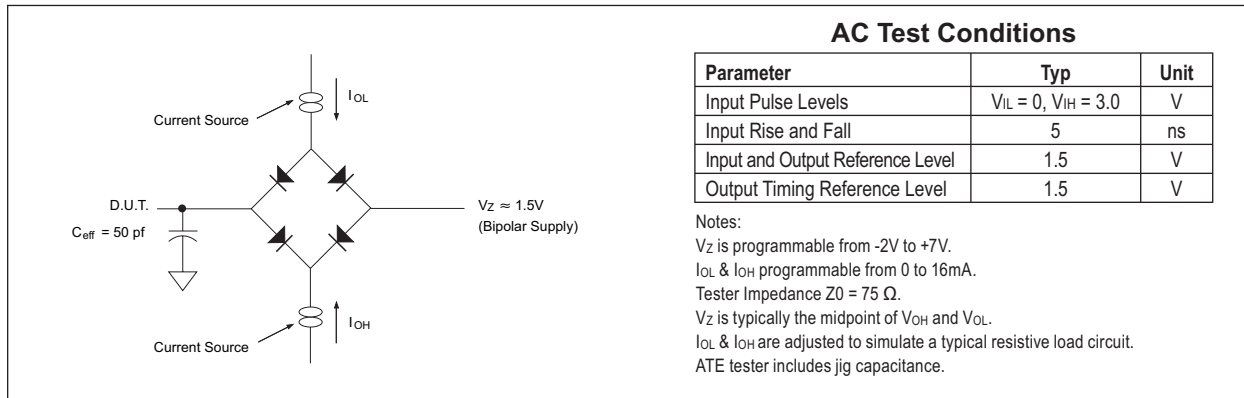 IOL
Current Source
D.U.T.
Ceff = 50 pf
VZ ≈ 1.5V
(Bipolar Supply)
IOH
Current Source
AC Test Conditions
Parameter Typ Unit
Input Pulse Levels VIL = 0, VIH = 3.0 V
Input Rise and Fall 5 ns
Input and Output Reference Level 1.5 V
Output Timing Reference Level 1.5 V
Notes:
VZ is programmable from -2V to +7V.
IOL & IOH programmable from 0 to 16mA.
Tester Impedance Z0 = 75 Ω.
VZ is typically the midpoint of VOH and VOL.
IOL & IOH are adjusted to simulate a typical resistive load circuit.
ATE tester includes jig capacitance.